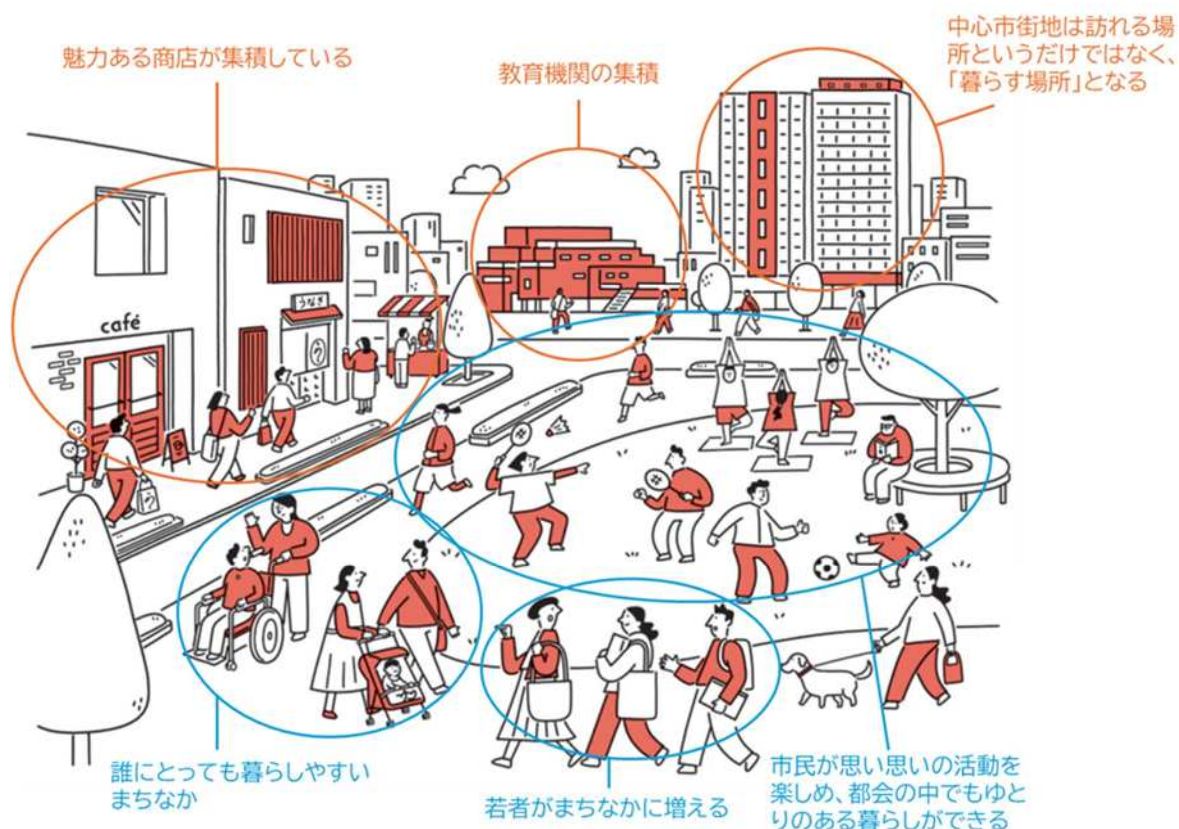 中心市街地は訪れる場
所というだけではなく、
「暮らす場所」となる
魅力ある商店が集積している
教育機関の集積
うなぎ
café
う
う
誰にとっても暮らしやすい
まちなか
若者がまちなかに増える
市民が思い思いの活動を
楽しめ、都会の中でもゆと
りのある暮らしができる